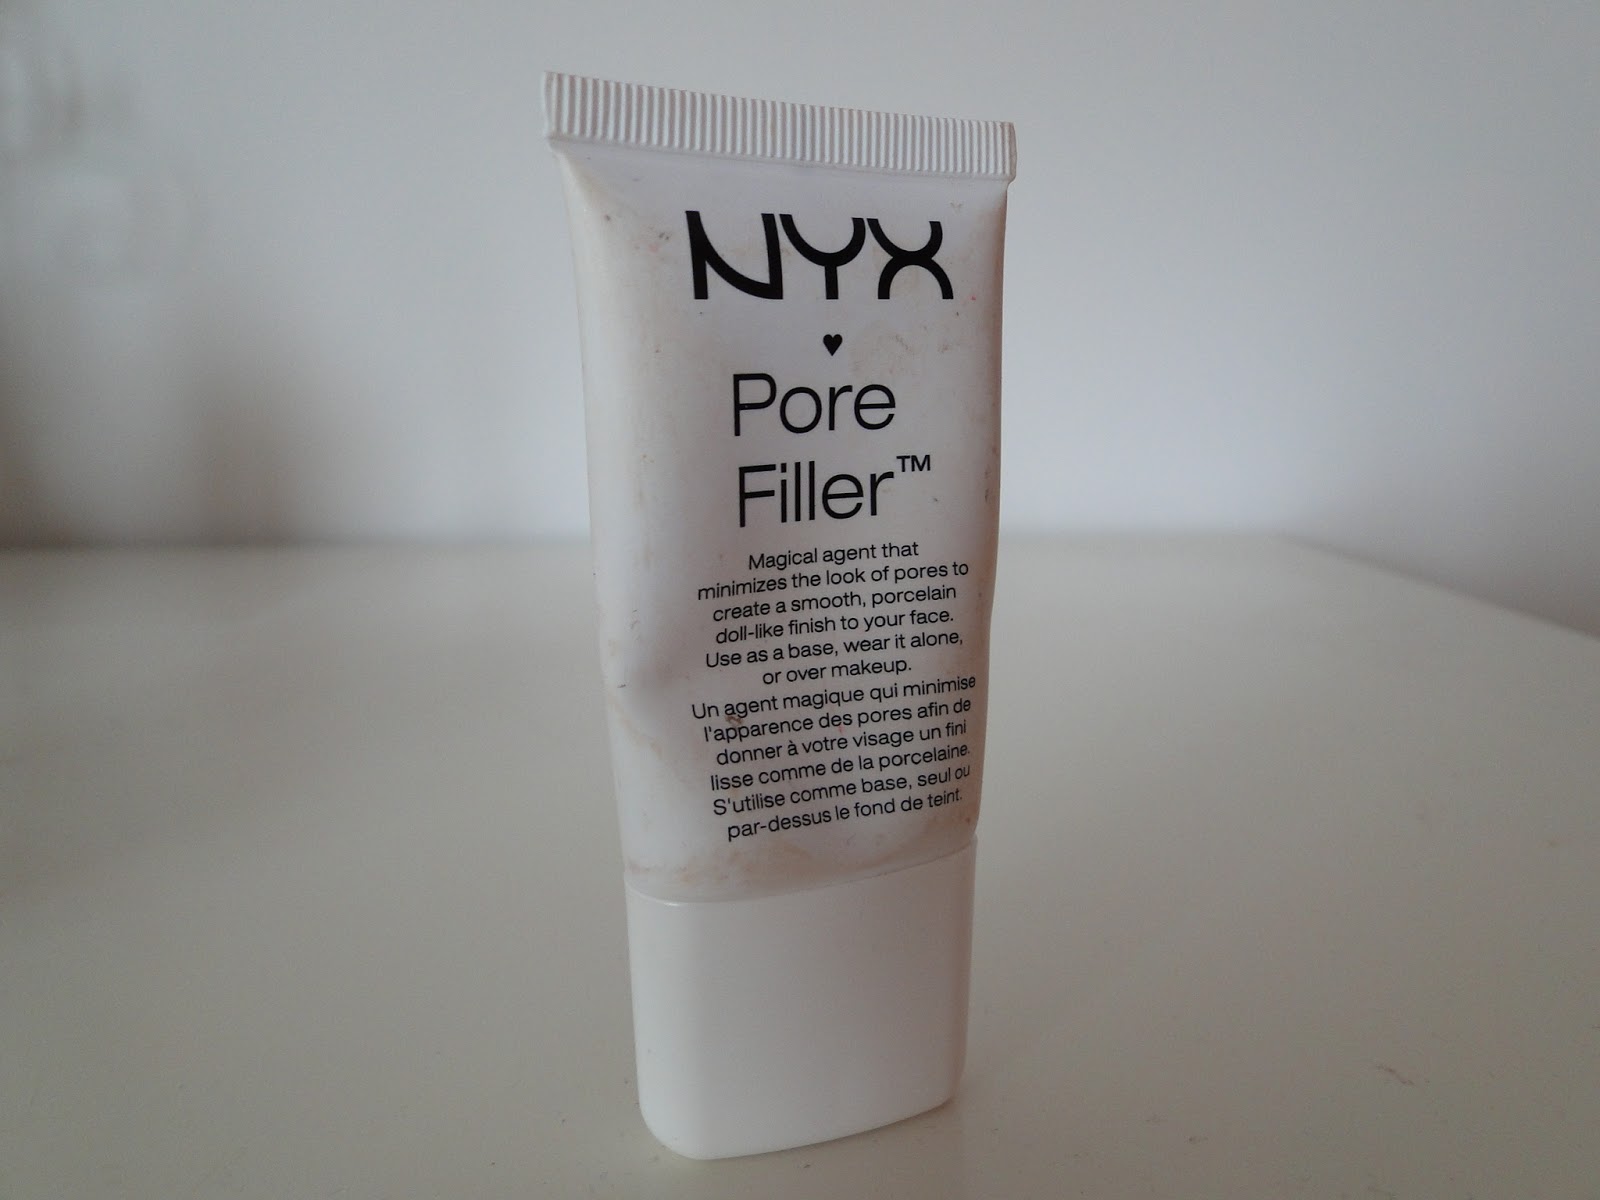 NYX
♥
Pore
Filler™
Magical agent that
minimizes the look of pores to
create a smooth, porcelain
doll-like finish to your face.
Use as a base, wear it alone,
or over makeup.
Un agent magique qui minimise
l'apparence des pores afin de
donner à votre visage un fini
lisse comme de la porcelaine.
S'utilise comme base, seul ou
par-dessus le fond de teint.